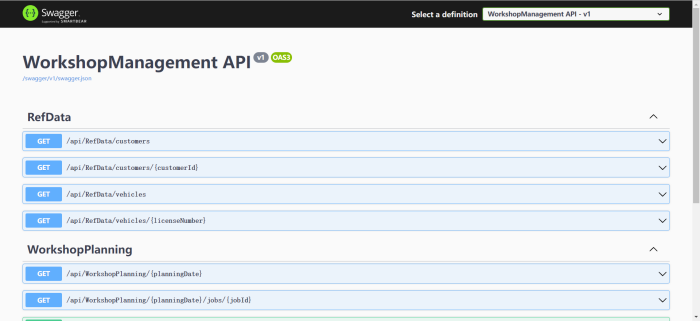 Swagger
Supported by SMARTBEAR
Select a definition
WorkshopManagement API - v1
WorkshopManagement API v1 OAS3
/swagger/v1/swagger.json
RefData
GET /api/RefData/customers
GET /api/RefData/customers/{customerId}
GET /api/RefData/vehicles
GET /api/RefData/vehicles/{licenseNumber}
WorkshopPlanning
GET /api/WorkshopPlanning/{planningDate}
GET /api/WorkshopPlanning/{planningDate}/jobs/{jobId}